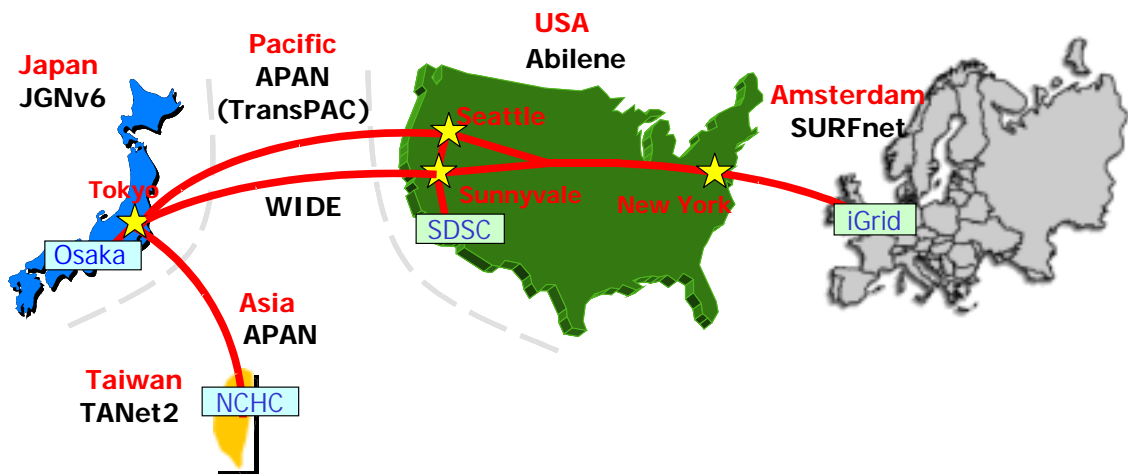 USA
Abilene
Pacific
APAN
(TransPAC)
Japan
JGNv6
Amsterdam
SURFnet
Seattle
Tokyo
Sunnyvale
New York
WIDE
SDSC
iGrid
Osaka
Asia
APAN
Taiwan
TANet2
NCHC